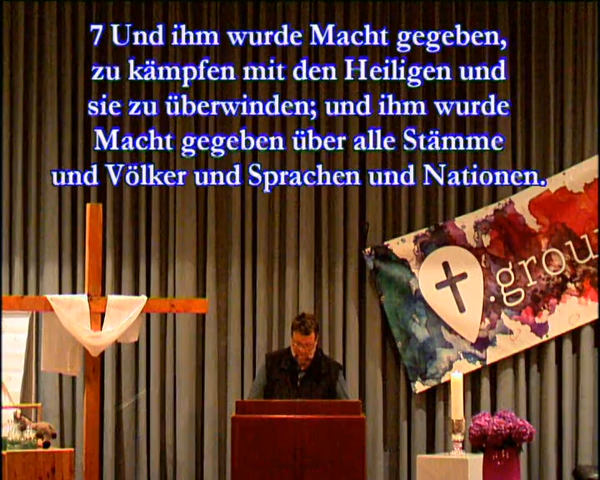 7 Und ihm wurde Macht gegeben,
zu kämpfen mit den Heiligen und
sie zu überwinden; und ihm wurde
Macht gegeben über alle Stämme
und Völker und Sprachen und Nationen.
.grou